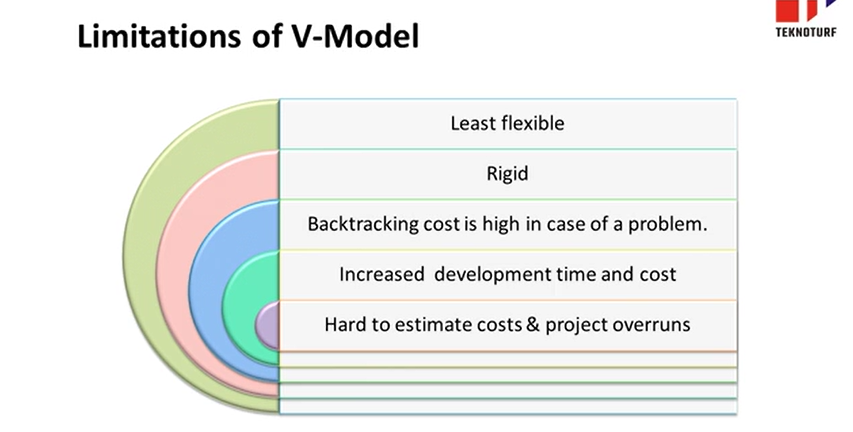 Limitations of V-Model
TEKNOTURF
Least flexible
Rigid
Backtracking cost is high in case of a problem.
Increased development time and cost
Hard to estimate costs & project overruns